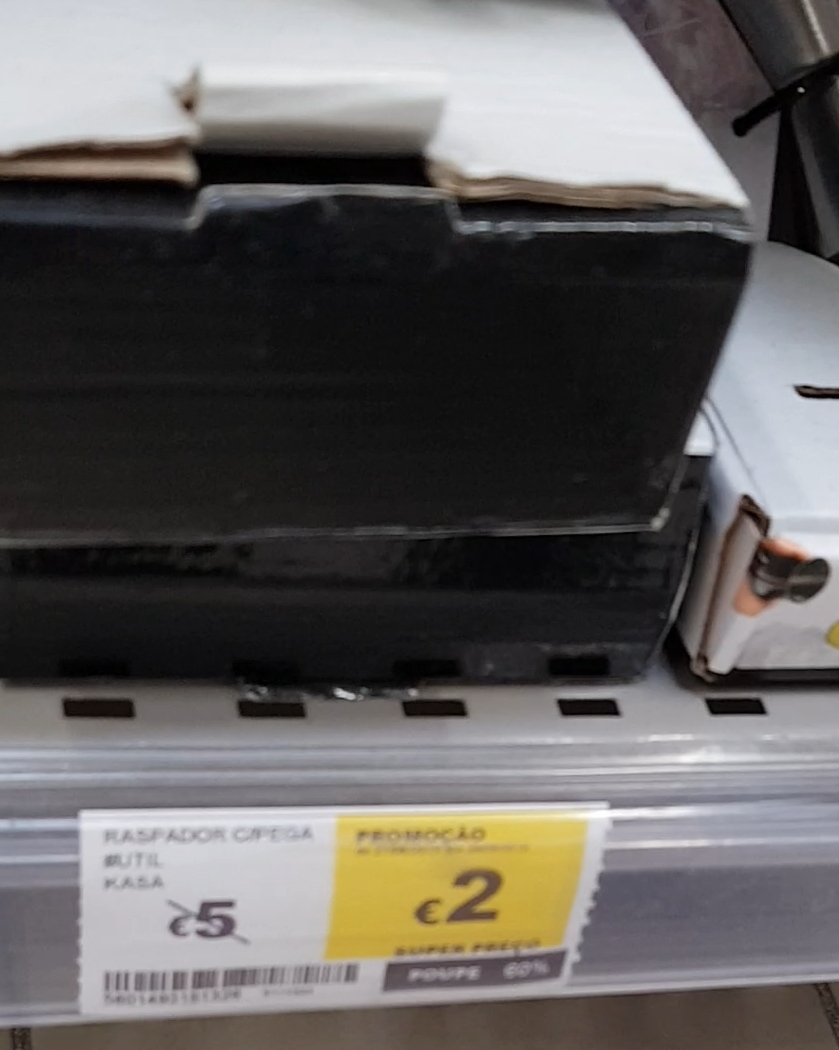 RASPADOR C/PEGA
#UTIL
KASA
€5
PROMOÇÃO
€2
SUPER PREÇO
POUPE 60%